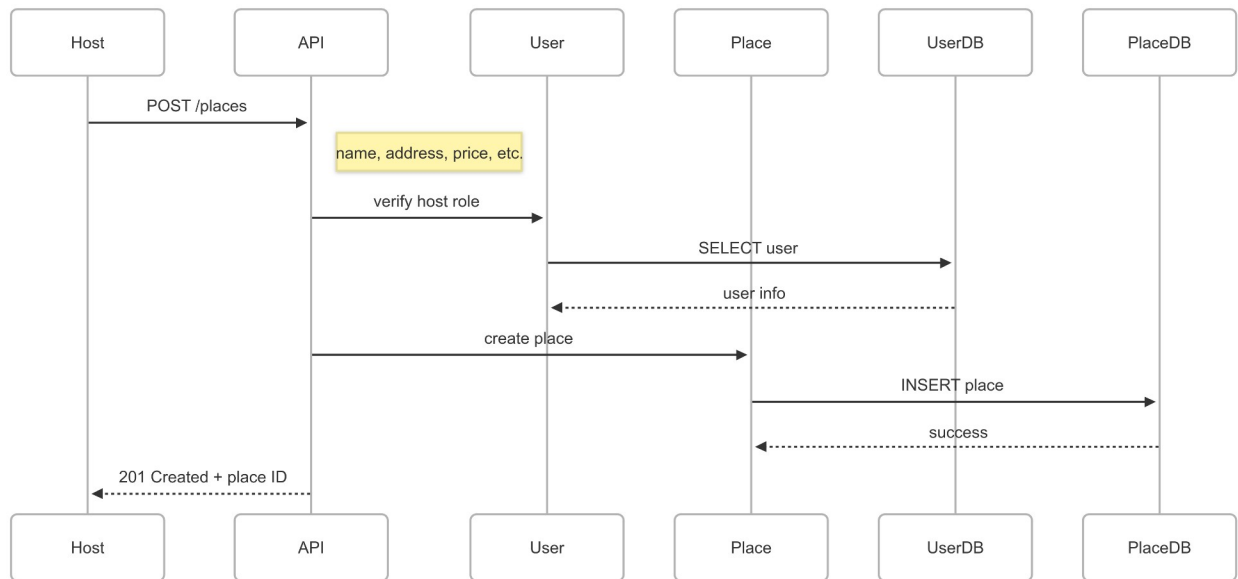 Host
API
User
Place
UserDB
PlaceDB
POST /places
name, address, price, etc.
verify host role
SELECT user
user info
create place
INSERT place
success
201 Created + place ID
Host
API
User
Place
UserDB
PlaceDB